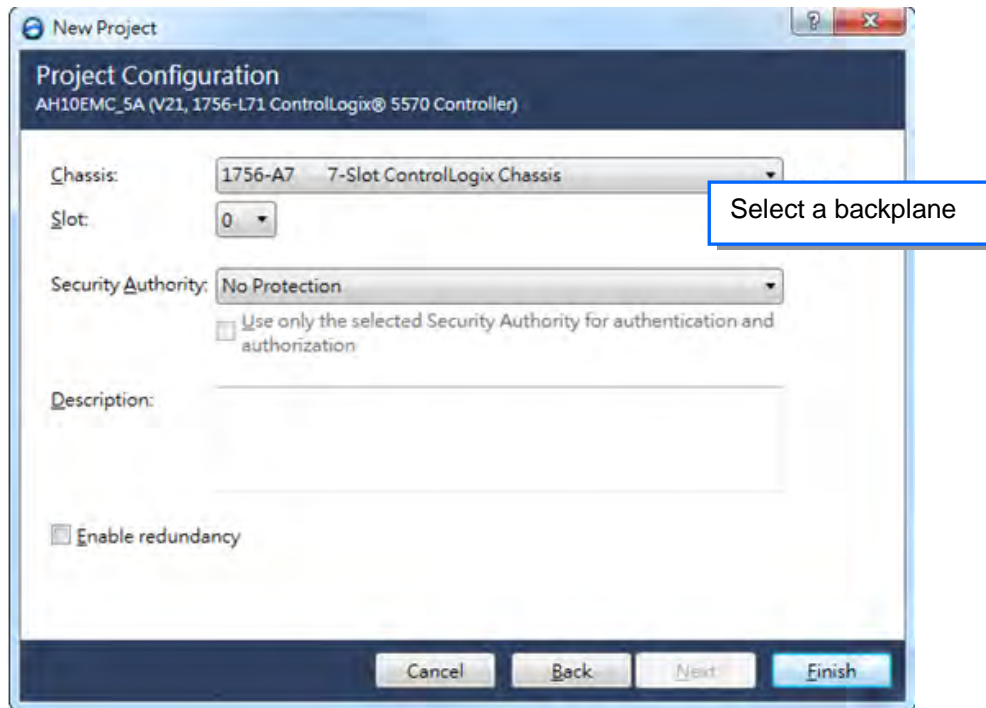 New Project
Project Configuration
AH10EMC_5A (V21, 1756-L71 ControlLogix® 5570 Controller)
Chassis: 1756-A7 7-Slot ControlLogix Chassis
Select a backplane
Slot: 0
Security Authority: No Protection
Use only the selected Security Authority for authentication and
authorization
Description:
Enable redundancy
Cancel Back Next Finish